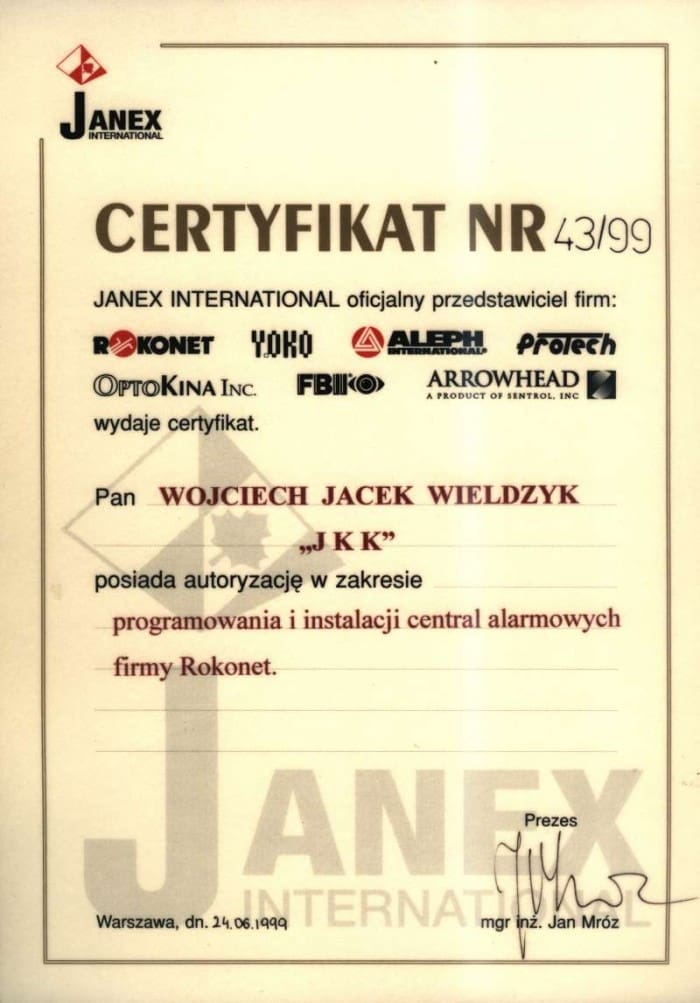 JANEX
INTERNATIONAL
CERTYFIKAT NR 43/99
JANEX INTERNATIONAL oficjalny przedstawiciel firm:
ROKONET YOKO ALEPH INTERNATIONAL® PROTECH
OPTOKINA INC. FBII ARROWHEAD
A PRODUCT OF SENTROL, INC
wydaje certyfikat.
Pan WOJCIECH JACEK WIELDZYK
„J K K”
posiada autoryzację w zakresie
programowania i instalacji central alarmowych
firmy Rokonet.
JANEX
INTERNATIONAL
Prezes
Warszawa, dn. 24.06.1999 mgr inż. Jan Mróz